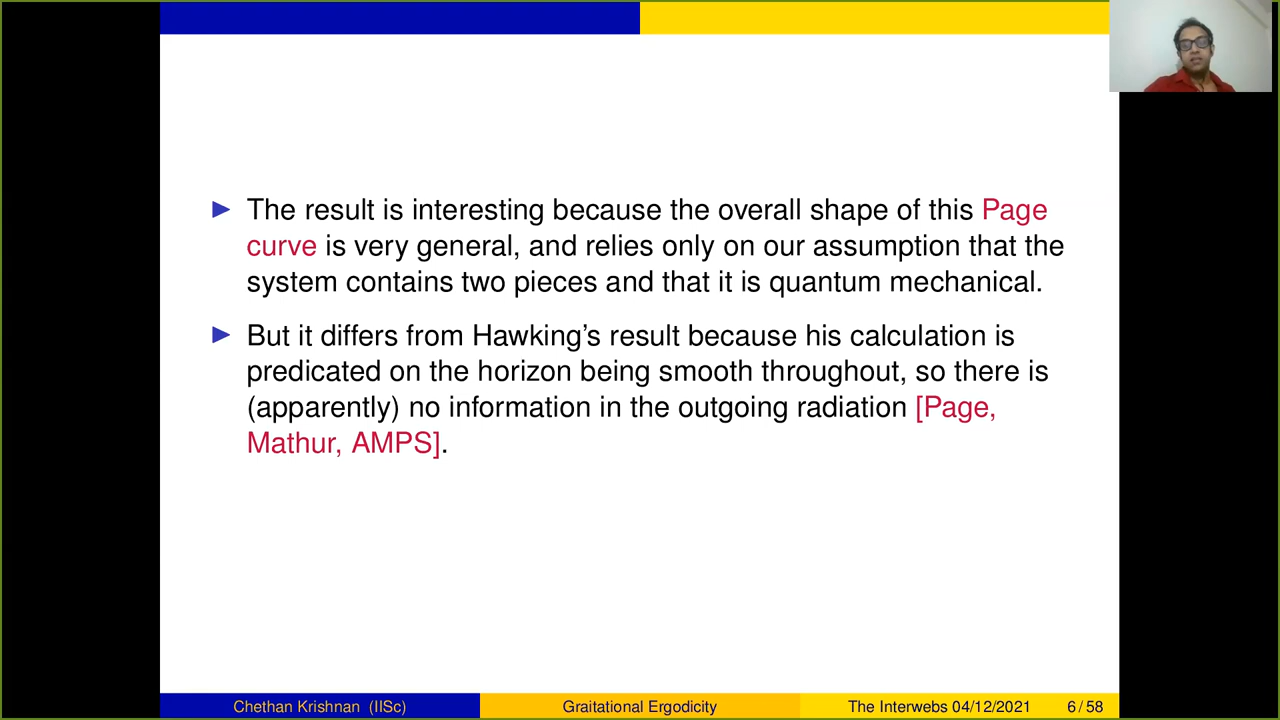 The result is interesting because the overall shape of this Page
curve is very general, and relies only on our assumption that the
system contains two pieces and that it is quantum mechanical.
But it differs from Hawking's result because his calculation is
predicated on the horizon being smooth throughout, so there is
(apparently) no information in the outgoing radiation [Page,
Mathur, AMPS].
Chethan Krishnan (IISc) Graitational Ergodicity The Interwebs 04/12/2021 6 / 58